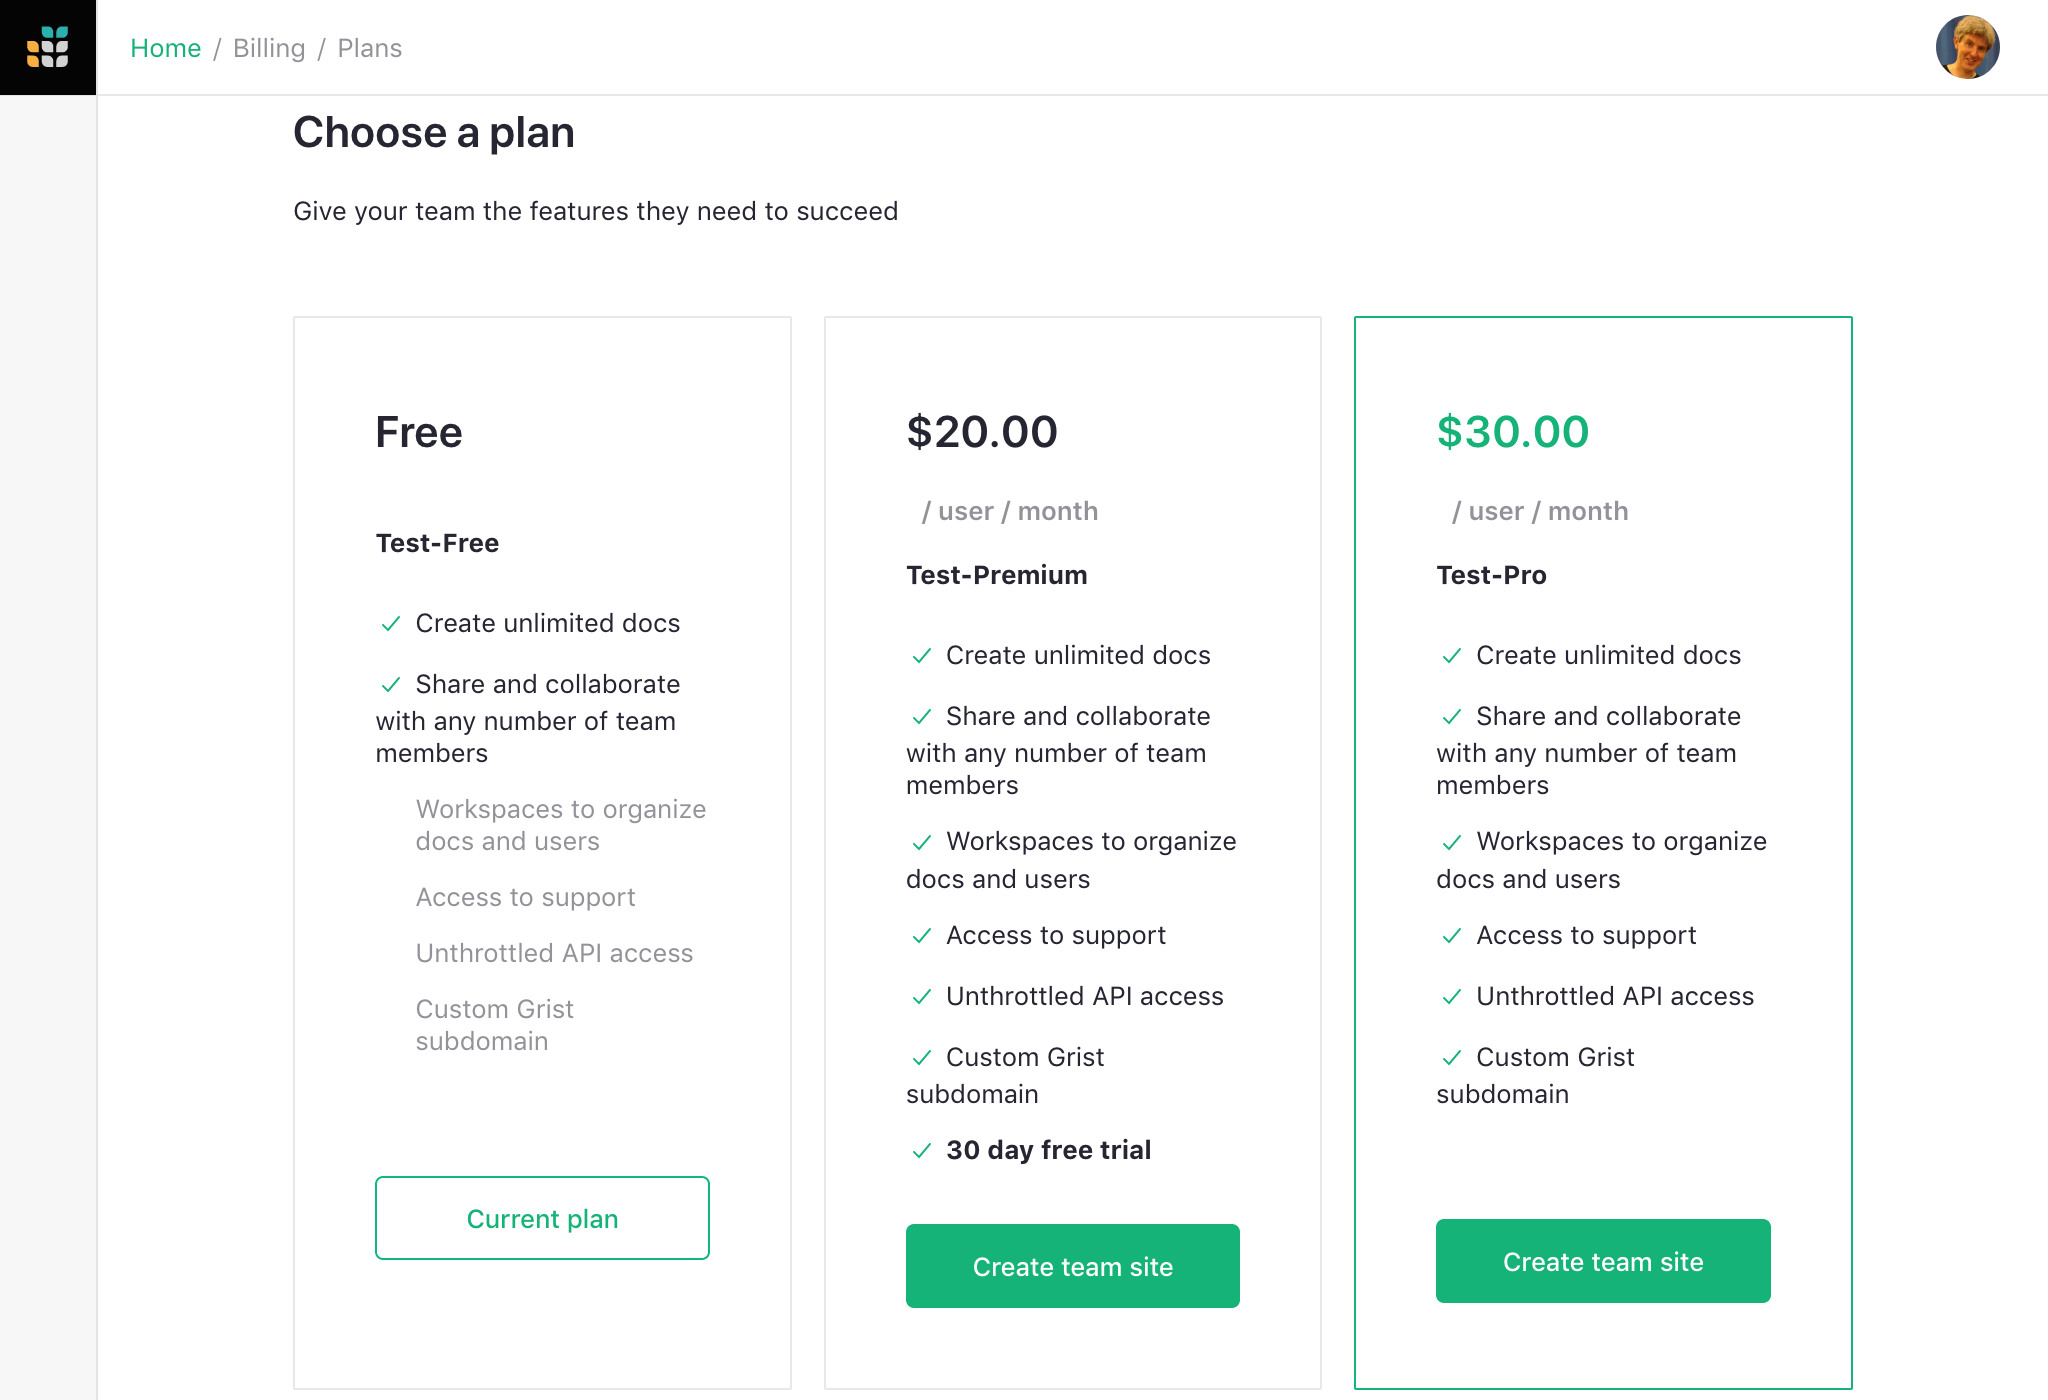 Home / Billing / Plans
Choose a plan
Give your team the features they need to succeed
Free
Test-Free
Create unlimited docs
Share and collaborate
with any number of team
members
Workspaces to organize
docs and users
Access to support
Unthrottled API access
Custom Grist
subdomain
Current plan
$20.00
/ user / month
Test-Premium
Create unlimited docs
Share and collaborate
with any number of team
members
Workspaces to organize
docs and users
Access to support
Unthrottled API access
Custom Grist
subdomain
30 day free trial
Create team site
$30.00
/ user / month
Test-Pro
Create unlimited docs
Share and collaborate
with any number of team
members
Workspaces to organize
docs and users
Access to support
Unthrottled API access
Custom Grist
subdomain
Create team site